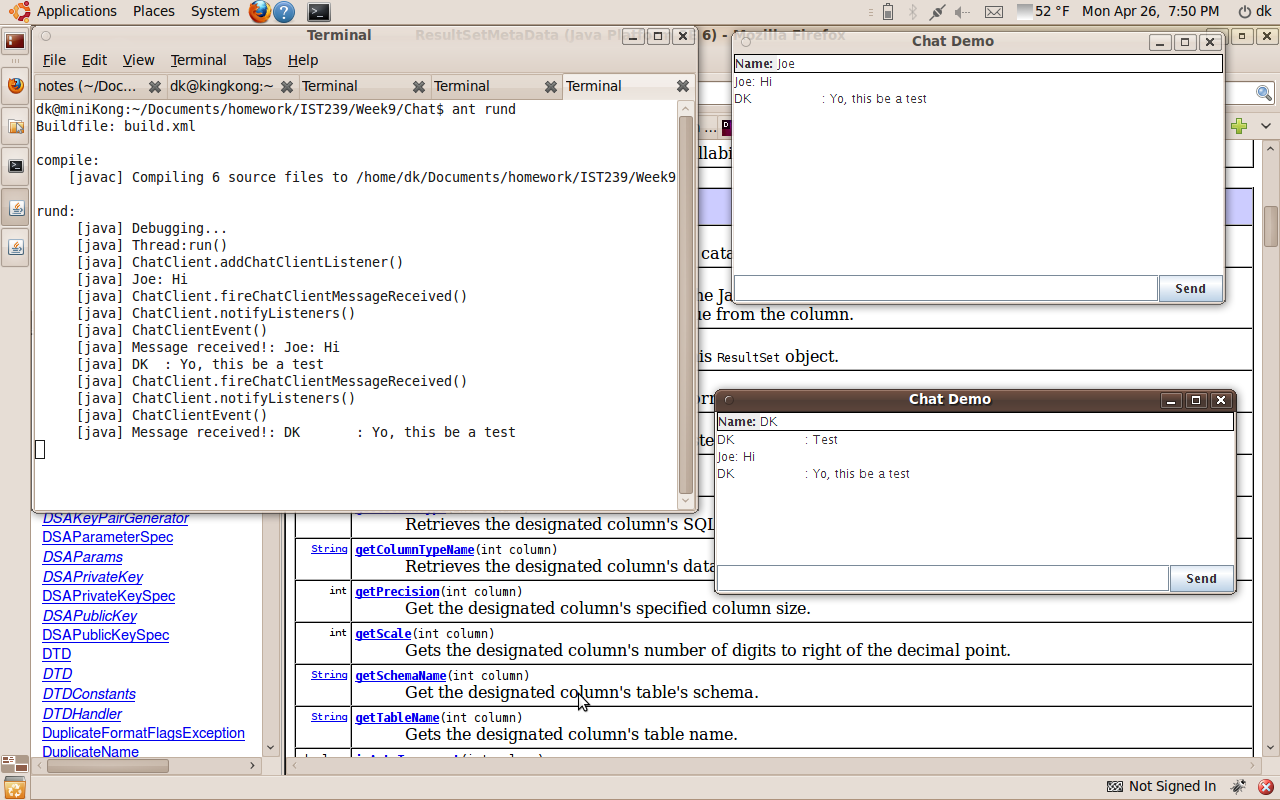 Applications Places System
52 °F Mon Apr 26, 7:50 PM dk
Terminal
File Edit View Terminal Tabs Help
notes (~/Doc... dk@kingkong: ~ Terminal Terminal Terminal
dk@miniKong:~/Documents/homework/IST239/Week9/Chat$ ant rund
Buildfile: build.xml
compile:
[javac] Compiling 6 source files to /home/dk/Documents/homework/IST239/Week9
rund:
[java] Debugging...
[java] Thread:run()
[java] ChatClient.addChatClientListener()
[java] Joe: Hi
[java] ChatClient.fireChatClientMessageReceived()
[java] ChatClient.notifyListeners()
[java] ChatClientEvent()
[java] Message received!: Joe: Hi
[java] DK : Yo, this be a test
[java] ChatClient.fireChatClientMessageReceived()
[java] ChatClient.notifyListeners()
[java] ChatClientEvent()
[java] Message received!: DK : Yo, this be a test
ResultSetMetaData (Java Platform SE 6) - Mozilla Firefox
Chat Demo
Name: Joe
Joe: Hi
DK : Yo, this be a test
Send
ue from the column.
is ResultSet object.
Chat Demo
Name: DK
DK : Test
Joe: Hi
DK : Yo, this be a test
Send
DSAKeyPairGenerator
DSAParameterSpec
DSAParams
DSAPrivateKey
DSAPrivateKeySpec
DSAPublicKey
DSAPublicKeySpec
DTD
DTD
DTDConstants
DTDHandler
DuplicateFormatFlagsException
DuplicateName
Retrieves the designated column's SQL
String getColumnTypeName(int column)
Retrieves the designated column's data
int getPrecision(int column)
Get the designated column's specified column size.
int getScale(int column)
Gets the designated column's number of digits to right of the decimal point.
String getSchemaName(int column)
Get the designated column's table's schema.
String getTableName(int column)
Gets the designated column's table name.
Not Signed In